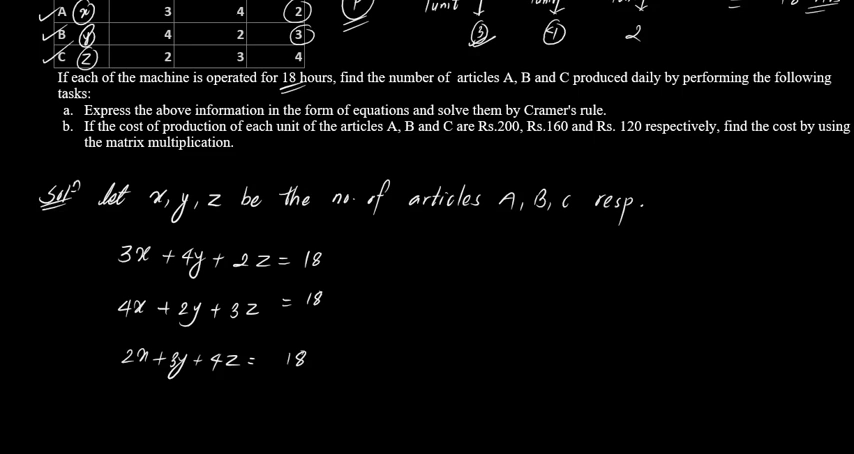 A (x) 3 4 2
B (y) 4 2 3
C (z) 2 3 4
1unit
3 4 2
If each of the machine is operated for 18 hours, find the number of articles A, B and C produced daily by performing the following
tasks:
a. Express the above information in the form of equations and solve them by Cramer's rule.
b. If the cost of production of each unit of the articles A, B and C are Rs.200, Rs.160 and Rs. 120 respectively, find the cost by using
the matrix multiplication.
Solⁿ let x, y, z be the no. of articles A, B, C resp.
3x + 4y + 2z = 18
4x + 2y + 3z = 18
2x + 3y + 4z = 18